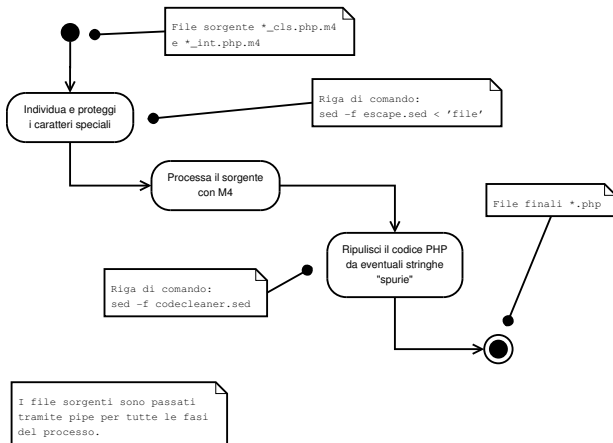 File sorgente *_cls.php.m4
e *_int.php.m4
Individua e proteggi
i caratteri speciali
Riga di comando:
sed -f escape.sed < ’file’
Processa il sorgente
con M4
File finali *.php
Ripulisci il codice PHP
da eventuali stringhe
"spurie"
Riga di comando:
sed -f codecleaner.sed
I file sorgenti sono passati
tramite pipe per tutte le fasi
del processo.